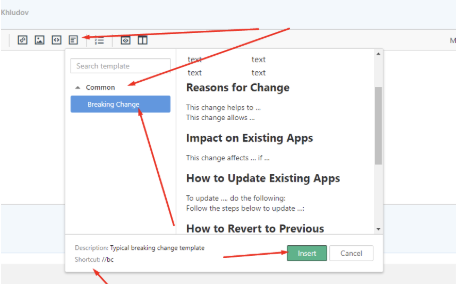 Khludov
M
Search template
Common
Breaking Change
text text
text text
Reasons for Change
This change helps to ...
This change allows ...
Impact on Existing Apps
This change affects ... if ...
How to Update Existing Apps
To update .... do the following:
Follow the steps below to update ...:
How to Revert to Previous
Description: Typical breaking change template
Shortcut: //bc
Insert
Cancel